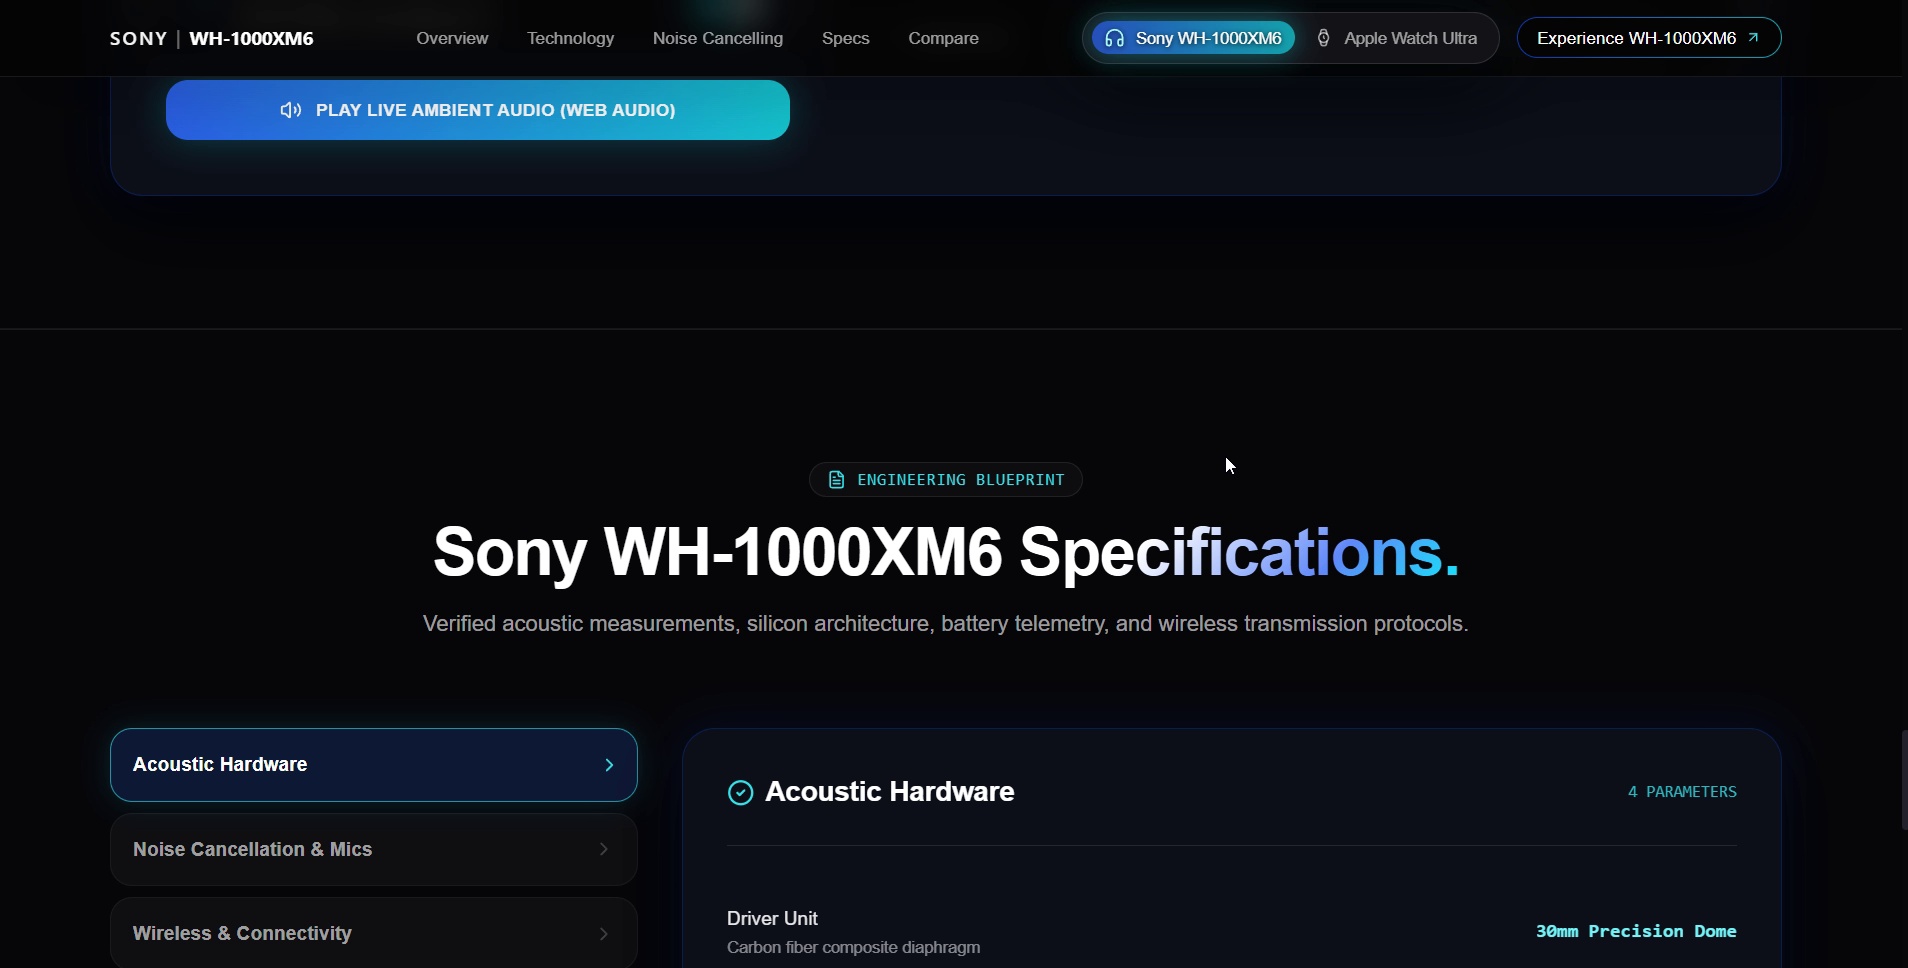 SONY | WH-1000XM6
Overview
Technology
Noise Cancelling
Specs
Compare
Sony WH-1000XM6
Apple Watch Ultra
Experience WH-1000XM6
PLAY LIVE AMBIENT AUDIO (WEB AUDIO)
ENGINEERING BLUEPRINT
Sony WH-1000XM6 Specifications.
Verified acoustic measurements, silicon architecture, battery telemetry, and wireless transmission protocols.
Acoustic Hardware
Noise Cancellation & Mics
Wireless & Connectivity
Acoustic Hardware
4 PARAMETERS
Driver Unit
Carbon fiber composite diaphragm
30mm Precision Dome